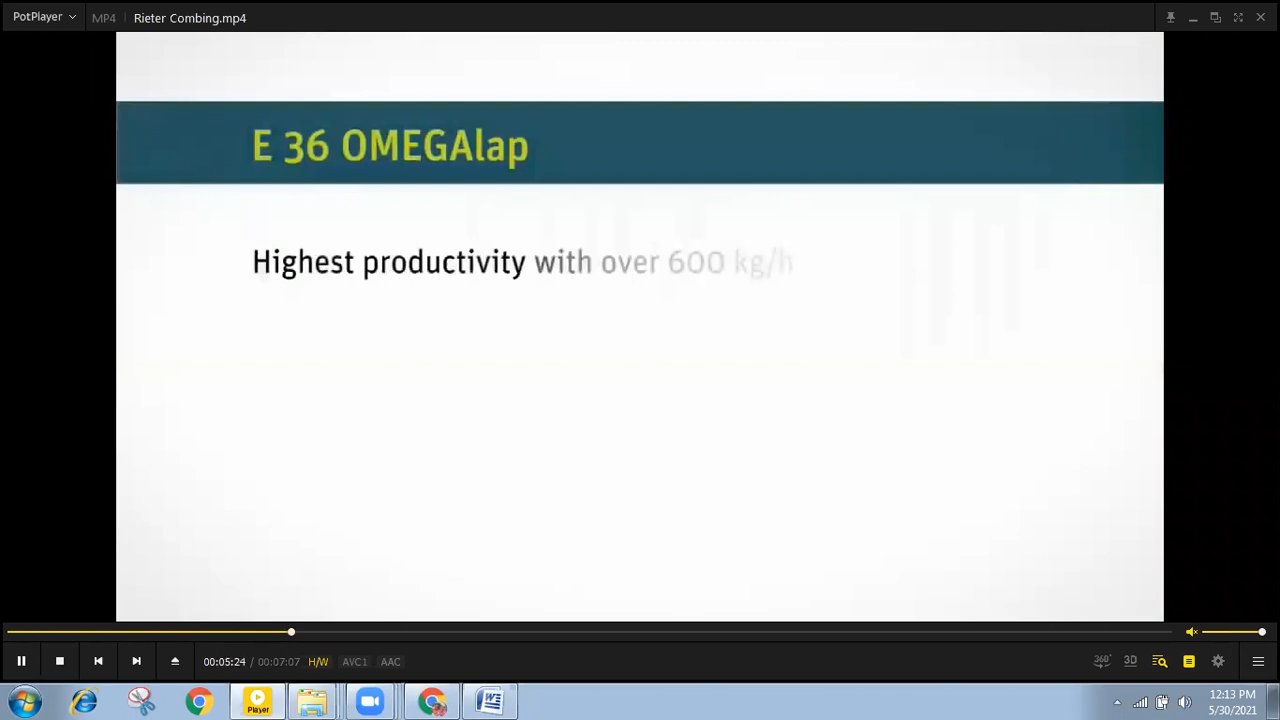 PotPlayer MP4 Rieter Combing.mp4
E 36 OMEGAlap
Highest productivity with over 600 kg/h
00:05:24 / 00:07:07 H/W AVC1 AAC 360° 3D
Player
12:13 PM
5/30/2021